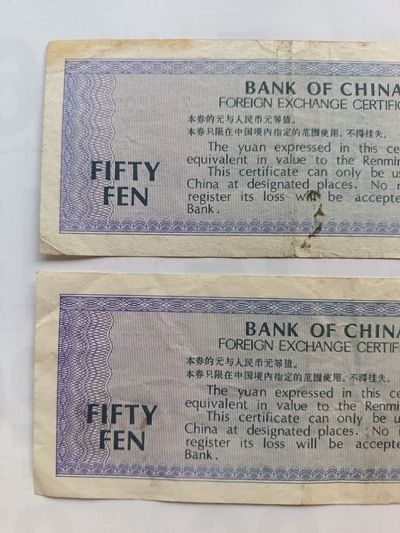 BANK OF CHINA
FOREIGN EXCHANGE CERTIFIC
本券的元与人民币元等值。
本券只限在中国境内指定的范围使用，不得挂失。
The yuan expressed in this ce
equivalent in value to the Renmin
This certificate can only be us
China at designated places. No r
register its loss will be accepte
Bank.
FIFTY
FEN
BANK OF CHINA
FOREIGN EXCHANGE CERTIF
本券的元与人民币元等值。
本券只限在中国境内指定的范围使用，不得挂失。
The yuan expressed in this ce
equivalent in value to the Renmin
This certificate can only be u
China at designated places. No
register its loss will be accept
Bank.
FIFTY
FEN